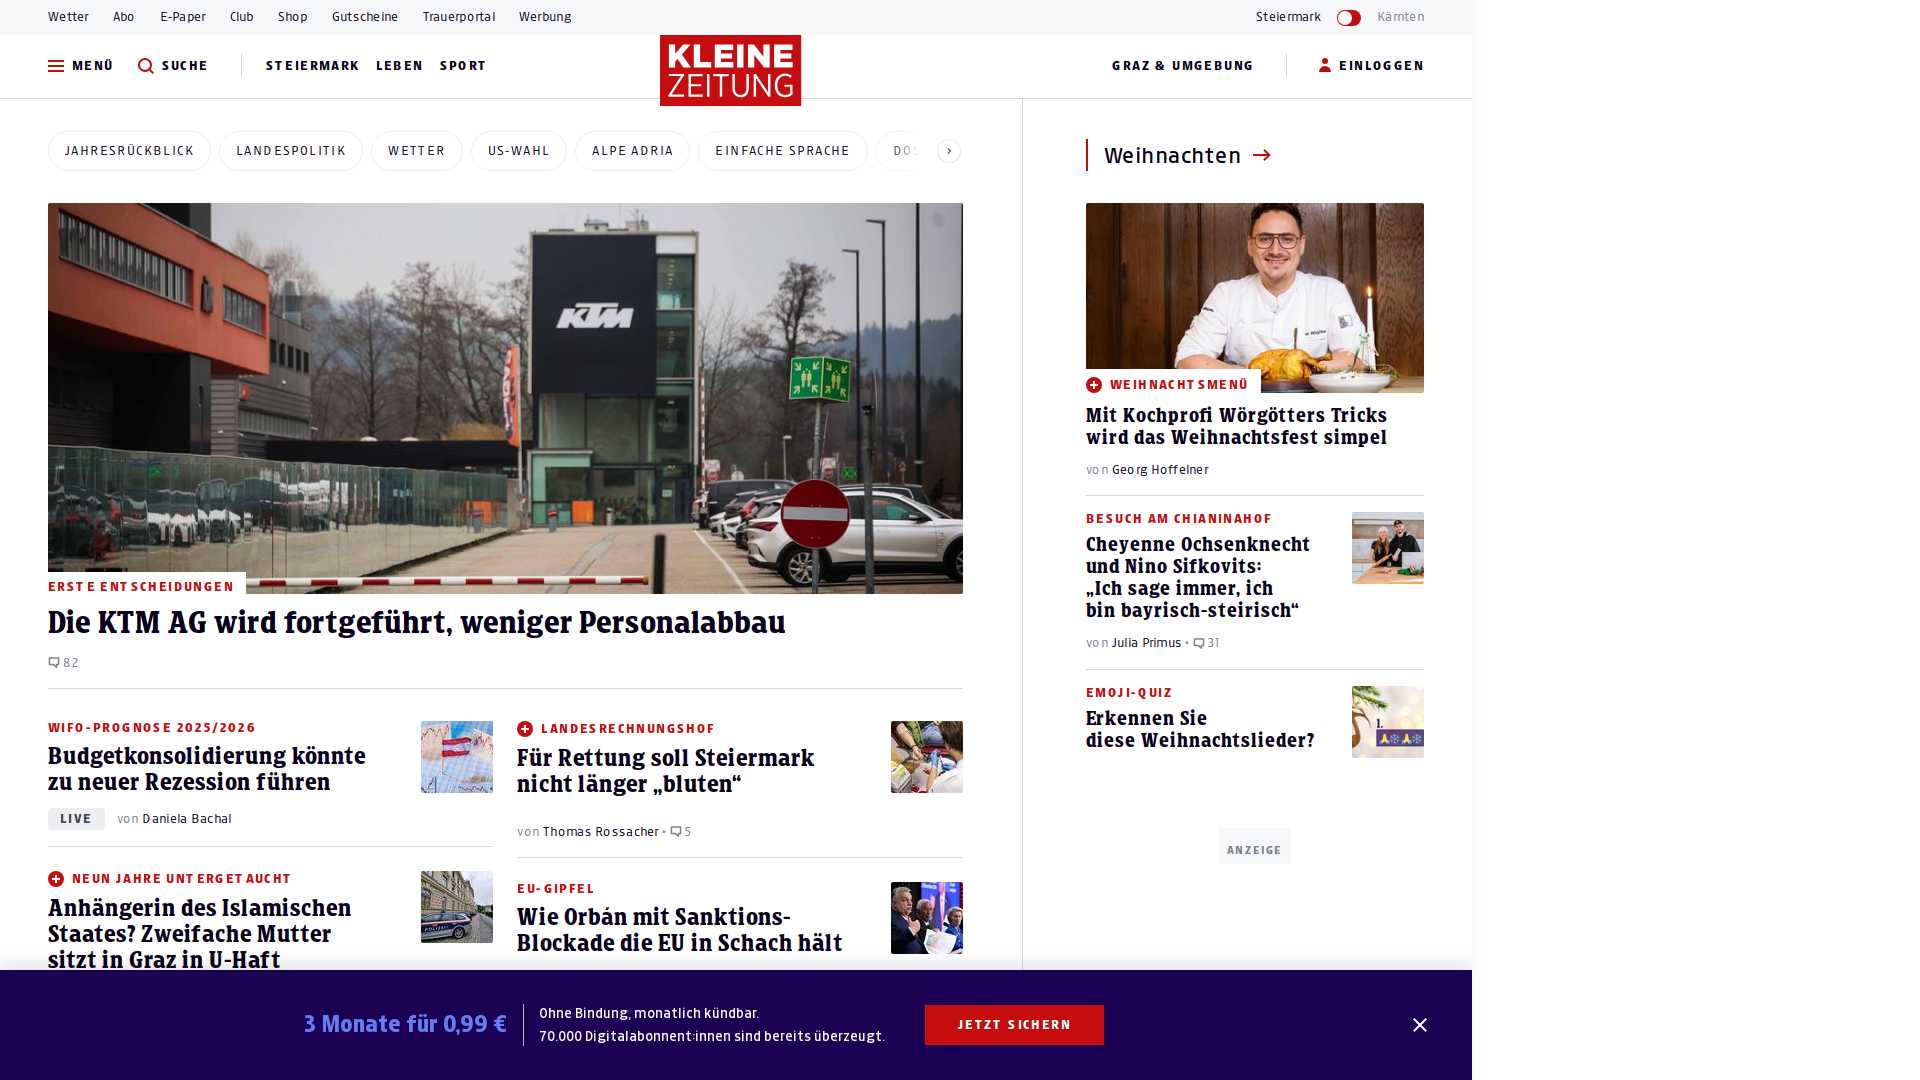 Wetter Abo E-Paper Club Shop Gutscheine Trauerportal Werbung Steiermark Kärnten
MENÜ SUCHE STEIERMARK LEBEN SPORT KLEINE ZEITUNG GRAZ & UMGEBUNG EINLOGGEN
JAHRESRÜCKBLICK LANDESPOLITIK WETTER US-WAHL ALPE ADRIA EINFACHE SPRACHE
KTM
ERSTE ENTSCHEIDUNGEN
Die KTM AG wird fortgeführt, weniger Personalabbau
82
WIFO-PROGNOSE 2025/2026
Budgetkonsolidierung könnte
zu neuer Rezession führen
LIVE von Daniela Bachal
NEUN JAHRE UNTERGETAUCHT
POLIZEI
Anhängerin des Islamischen
Staates? Zweifache Mutter
sitzt in Graz in U-Haft
LANDESRECHNUNGSHOF
Für Rettung soll Steiermark
nicht länger „bluten“
von Thomas Rossacher • 5
EU-GIPFEL
Wie Orbán mit Sanktions-
Blockade die EU in Schach hält
Weihnachten
WEIHNACHTSMENÜ
Mit Kochprofi Wörgötters Tricks
wird das Weihnachtsfest simpel
von Georg Hoffelner
BESUCH AM CHIANINAHOF
Cheyenne Ochsenknecht
und Nino Sifkovits:
„Ich sage immer, ich
bin bayrisch-steirisch“
von Julia Primus • 31
EMOJI-QUIZ
Erkennen Sie
diese Weihnachtslieder?
1.
ANZEIGE
3 Monate für 0,99 €
Ohne Bindung, monatlich kündbar.
70.000 Digitalabonnent:innen sind bereits überzeugt.
JETZT SICHERN